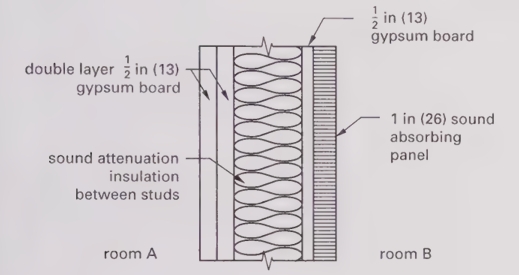 ½ in (13)
gypsum board
double layer ½ in (13)
gypsum board
1 in (26) sound
absorbing
panel
sound attenuation
insulation
between studs
room A
room B